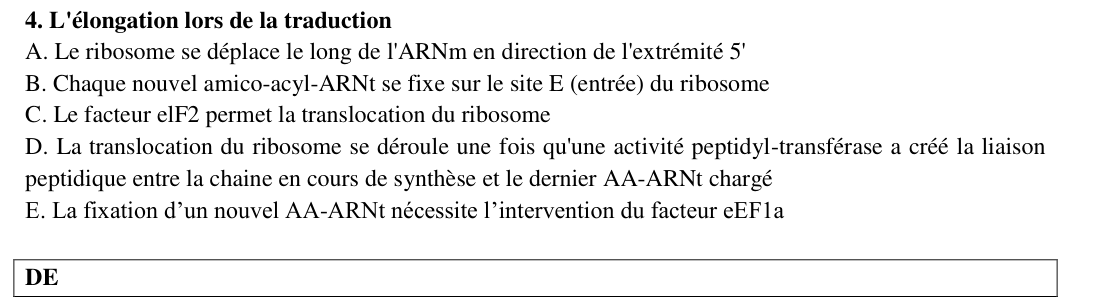 4. L'élongation lors de la traduction
A. Le ribosome se déplace le long de l'ARNm en direction de l'extrémité 5'
B. Chaque nouvel amico-acyl-ARNt se fixe sur le site E (entrée) du ribosome
C. Le facteur elF2 permet la translocation du ribosome
D. La translocation du ribosome se déroule une fois qu'une activité peptidyl-transférase a créé la liaison
peptidique entre la chaine en cours de synthèse et le dernier AA-ARNt chargé
E. La fixation d’un nouvel AA-ARNt nécessite l’intervention du facteur eEF1a
DE